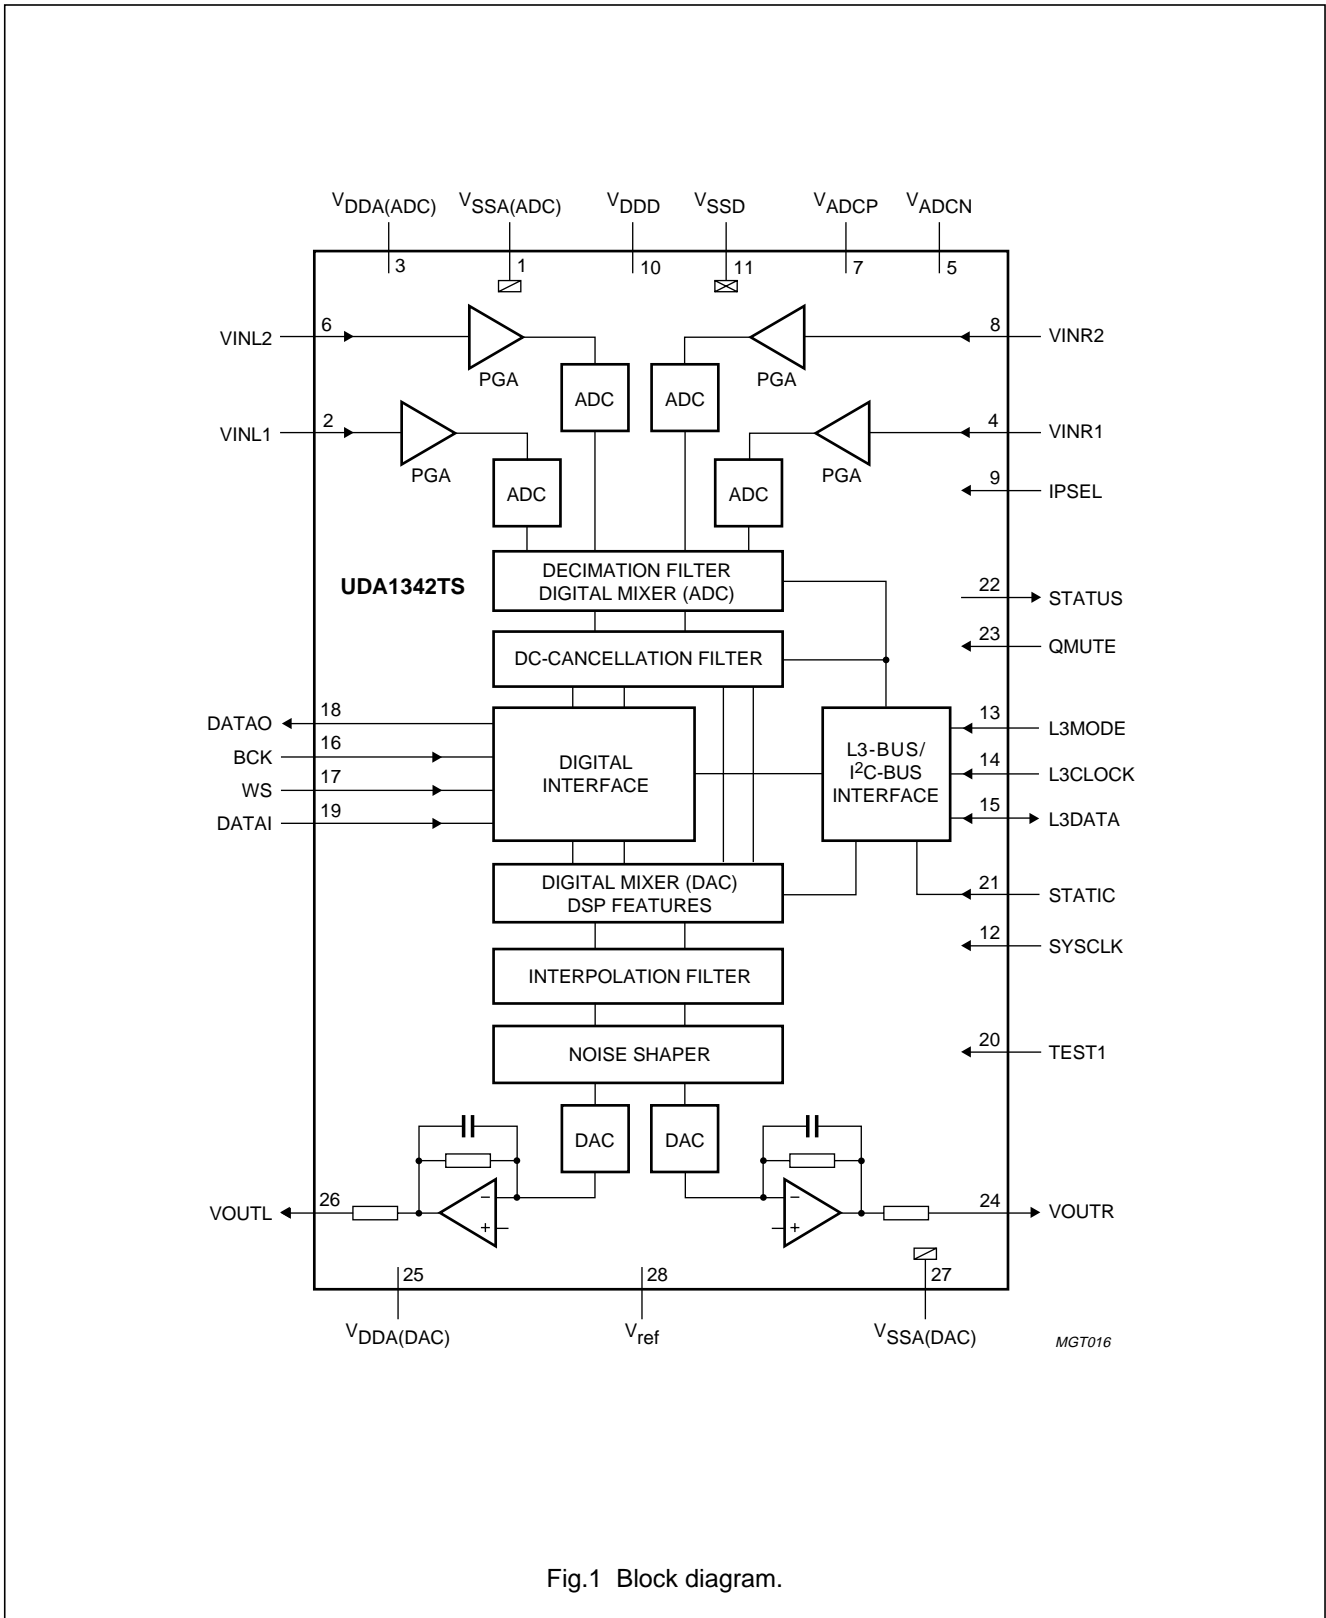 VDDA(ADC) VSSA(ADC) VDDD VSSD VADCP VADCN
3 1 10 11 7 5
VINL2 6 8 VINR2
PGA PGA
ADC ADC
VINL1 2 4 VINR1
PGA PGA
ADC ADC
9 IPSEL
UDA1342TS
DECIMATION FILTER
DIGITAL MIXER (ADC)
22 STATUS
23 QMUTE
DC-CANCELLATION FILTER
DATAO 18
BCK 16
WS 17
DATAI 19
DIGITAL
INTERFACE
L3-BUS/
I2C-BUS
INTERFACE
13 L3MODE
14 L3CLOCK
15 L3DATA
21 STATIC
DIGITAL MIXER (DAC)
DSP FEATURES
12 SYSCLK
INTERPOLATION FILTER
NOISE SHAPER
20 TEST1
DAC DAC
− −
+ +
VOUTL 26 24 VOUTR
25 28 27
VDDA(DAC) Vref VSSA(DAC)
MGT016
Fig.1 Block diagram.